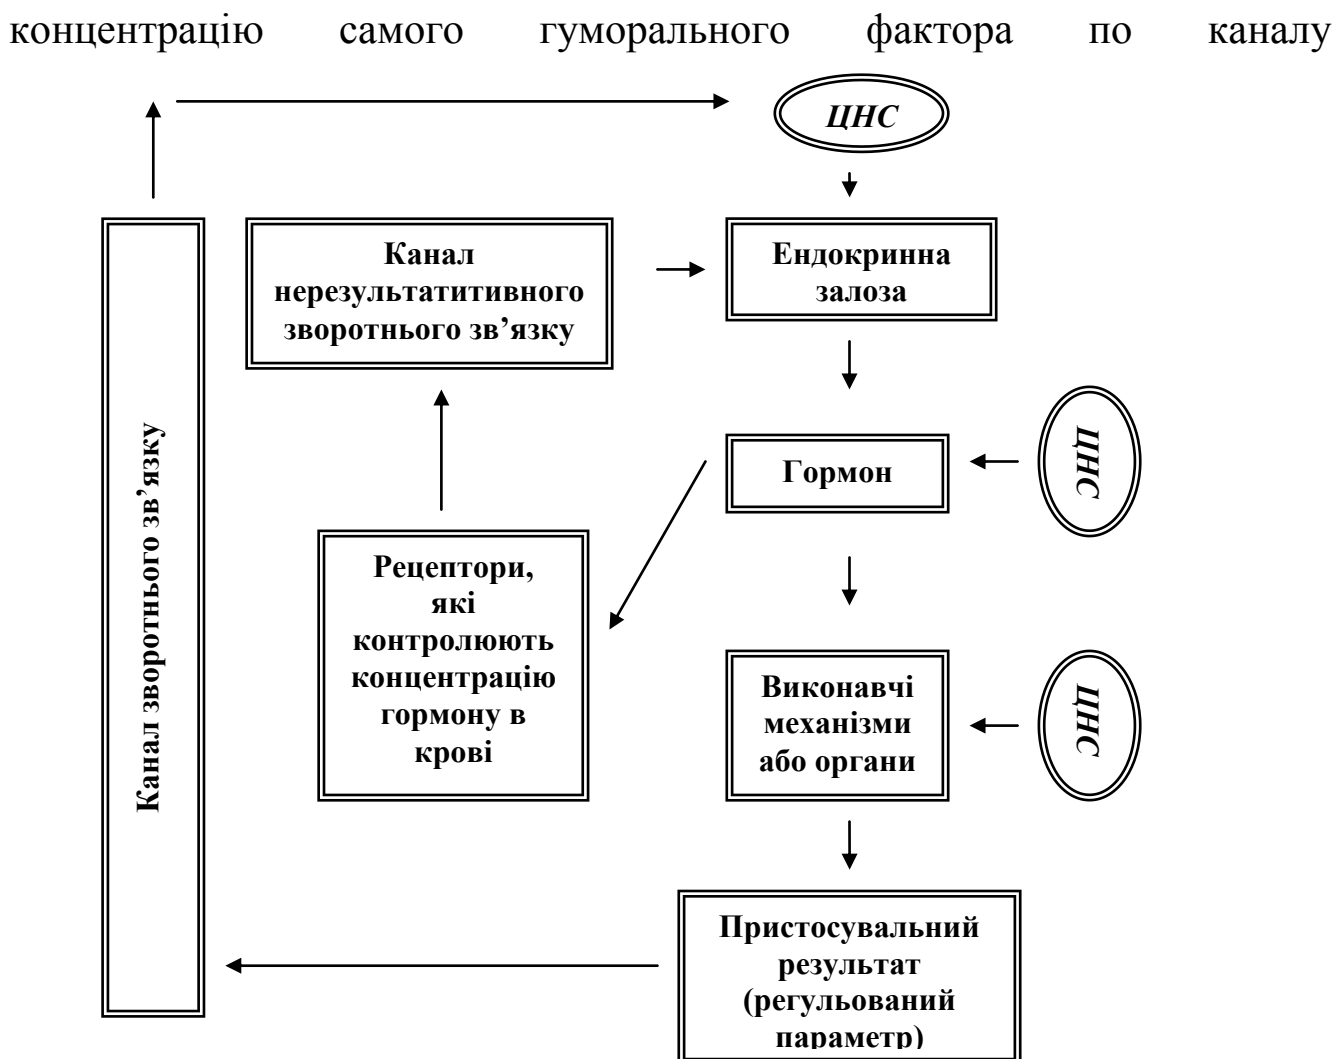 концентрацію самого гуморального фактора по каналу
ЦНС
Канал
нерезультатитивного
зворотнього зв’язку
Ендокринна
залоза
Гормон
ЦНС
Рецептори,
які
контролюють
концентрацію
гормону в
крові
Виконавчі
механізми
або органи
ЦНС
Канал зворотнього зв’язку
Пристосувальний
результат
(регульований
параметр)